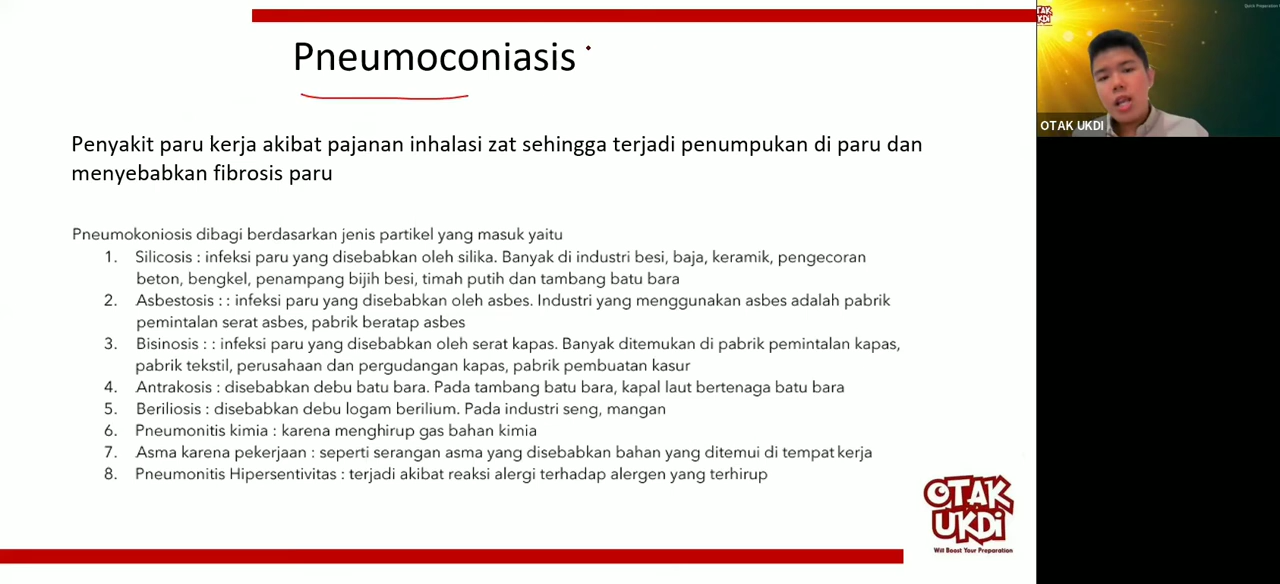 Pneumoconiasis
Penyakit paru kerja akibat pajanan inhalasi zat sehingga terjadi penumpukan di paru dan
menyebabkan fibrosis paru
Pneumokoniosis dibagi berdasarkan jenis partikel yang masuk yaitu
1. Silicosis : infeksi paru yang disebabkan oleh silika. Banyak di industri besi, baja, keramik, pengecoran
beton, bengkel, penampang bijih besi, timah putih dan tambang batu bara
2. Asbestosis : : infeksi paru yang disebabkan oleh asbes. Industri yang menggunakan asbes adalah pabrik
pemintalan serat asbes, pabrik beratap asbes
3. Bisinosis : : infeksi paru yang disebabkan oleh serat kapas. Banyak ditemukan di pabrik pemintalan kapas,
pabrik tekstil, perusahaan dan pergudangan kapas, pabrik pembuatan kasur
4. Antrakosis : disebabkan debu batu bara. Pada tambang batu bara, kapal laut bertenaga batu bara
5. Beriliosis : disebabkan debu logam berilium. Pada industri seng, mangan
6. Pneumonitis kimia : karena menghirup gas bahan kimia
7. Asma karena pekerjaan : seperti serangan asma yang disebabkan bahan yang ditemui di tempat kerja
8. Pneumonitis Hipersentivitas : terjadi akibat reaksi alergi terhadap alergen yang terhirup
OTAK
UKDI
Will Boost Your Preparation
TAK
KDI
Quick Preparation
OTAK UKDI